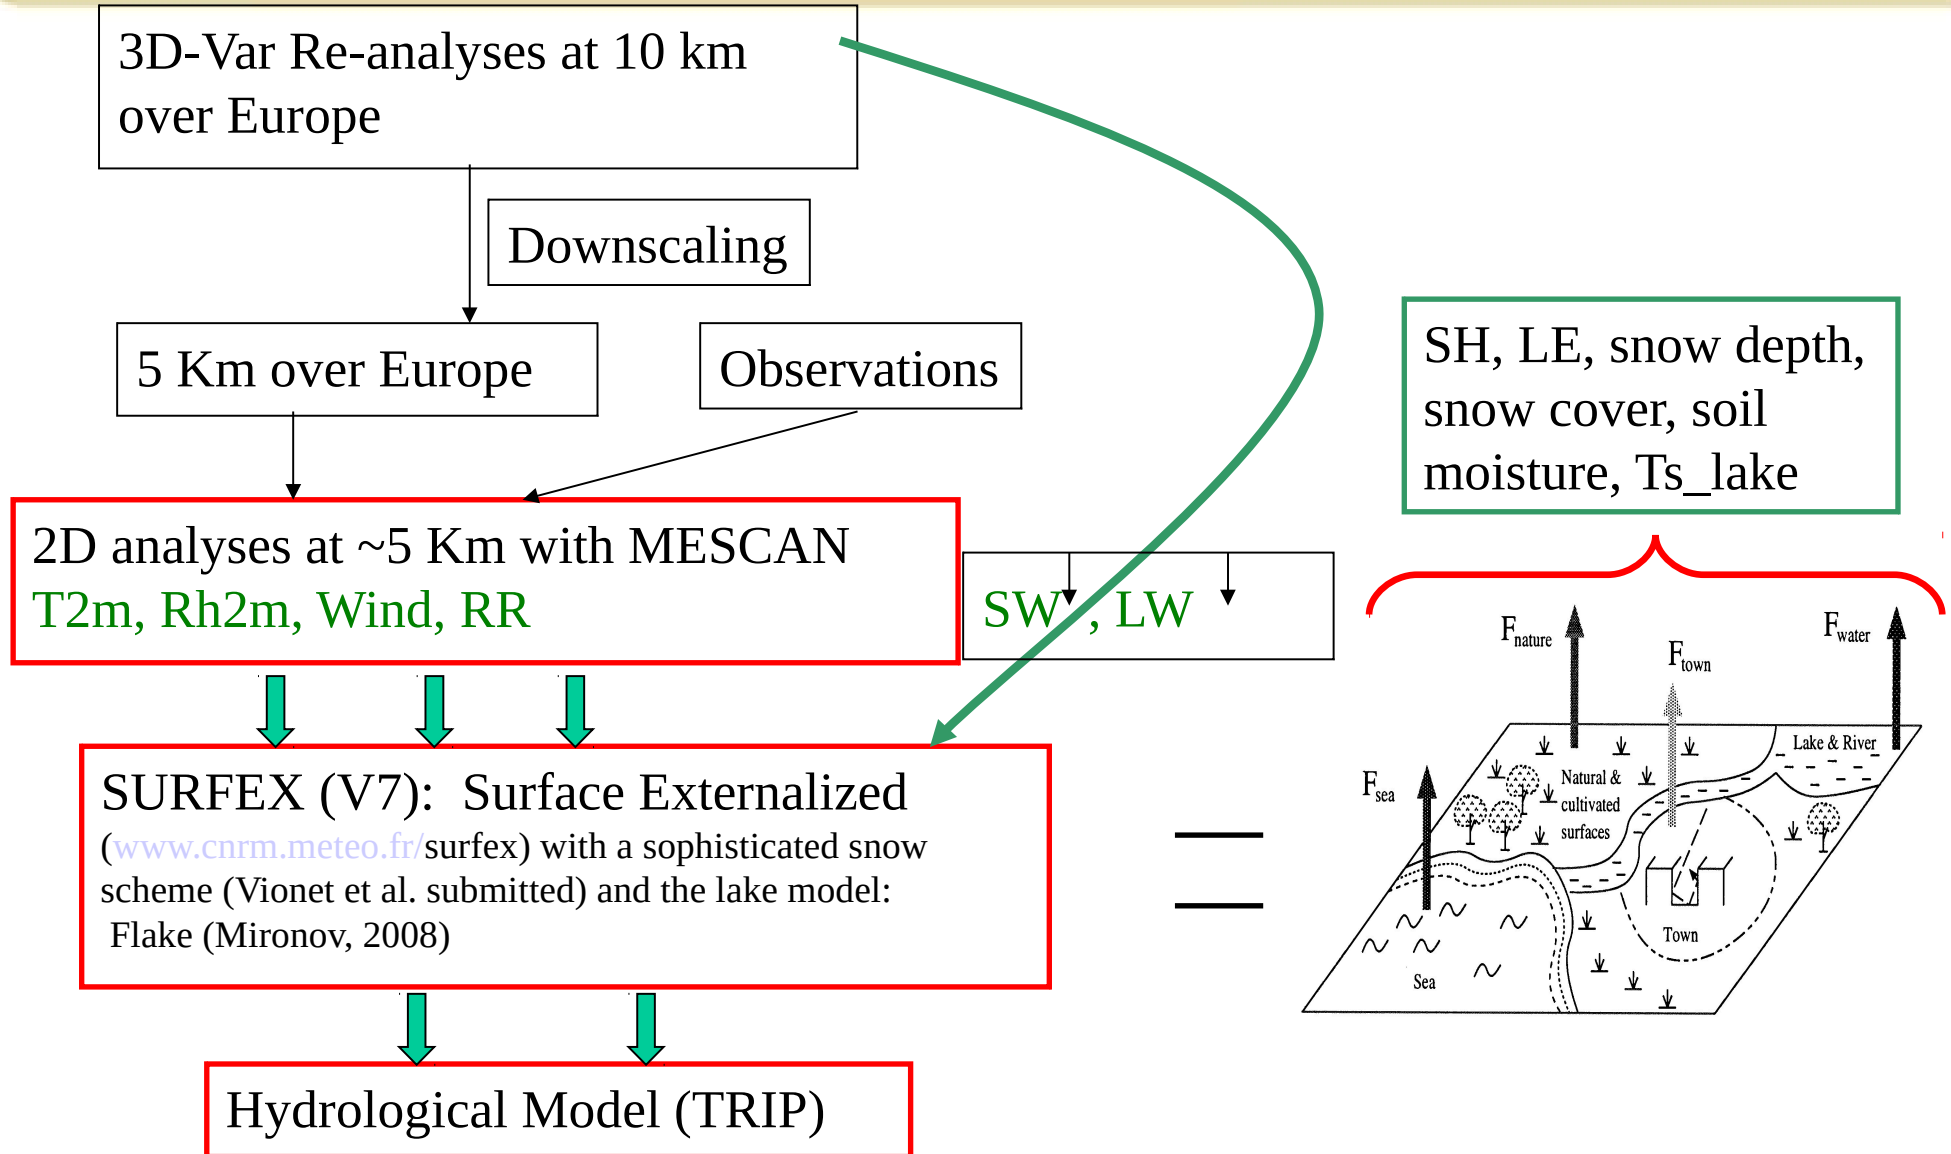 3D-Var Re-analyses at 10 km
over Europe
Downscaling
5 Km over Europe
Observations
SH, LE, snow depth,
snow cover, soil
moisture, Ts_lake
2D analyses at ~5 Km with MESCAN
T2m, Rh2m, Wind, RR
SW , LW
SURFEX (V7):  Surface Externalized
(www.cnrm.meteo.fr/surfex) with a sophisticated snow
scheme (Vionet et al. submitted) and the lake model:
Flake (Mironov, 2008)
=
Fnature
Fwater
Ftown
Fsea
Lake & River
Natural &
cultivated
surfaces
Town
Sea
Hydrological Model (TRIP)